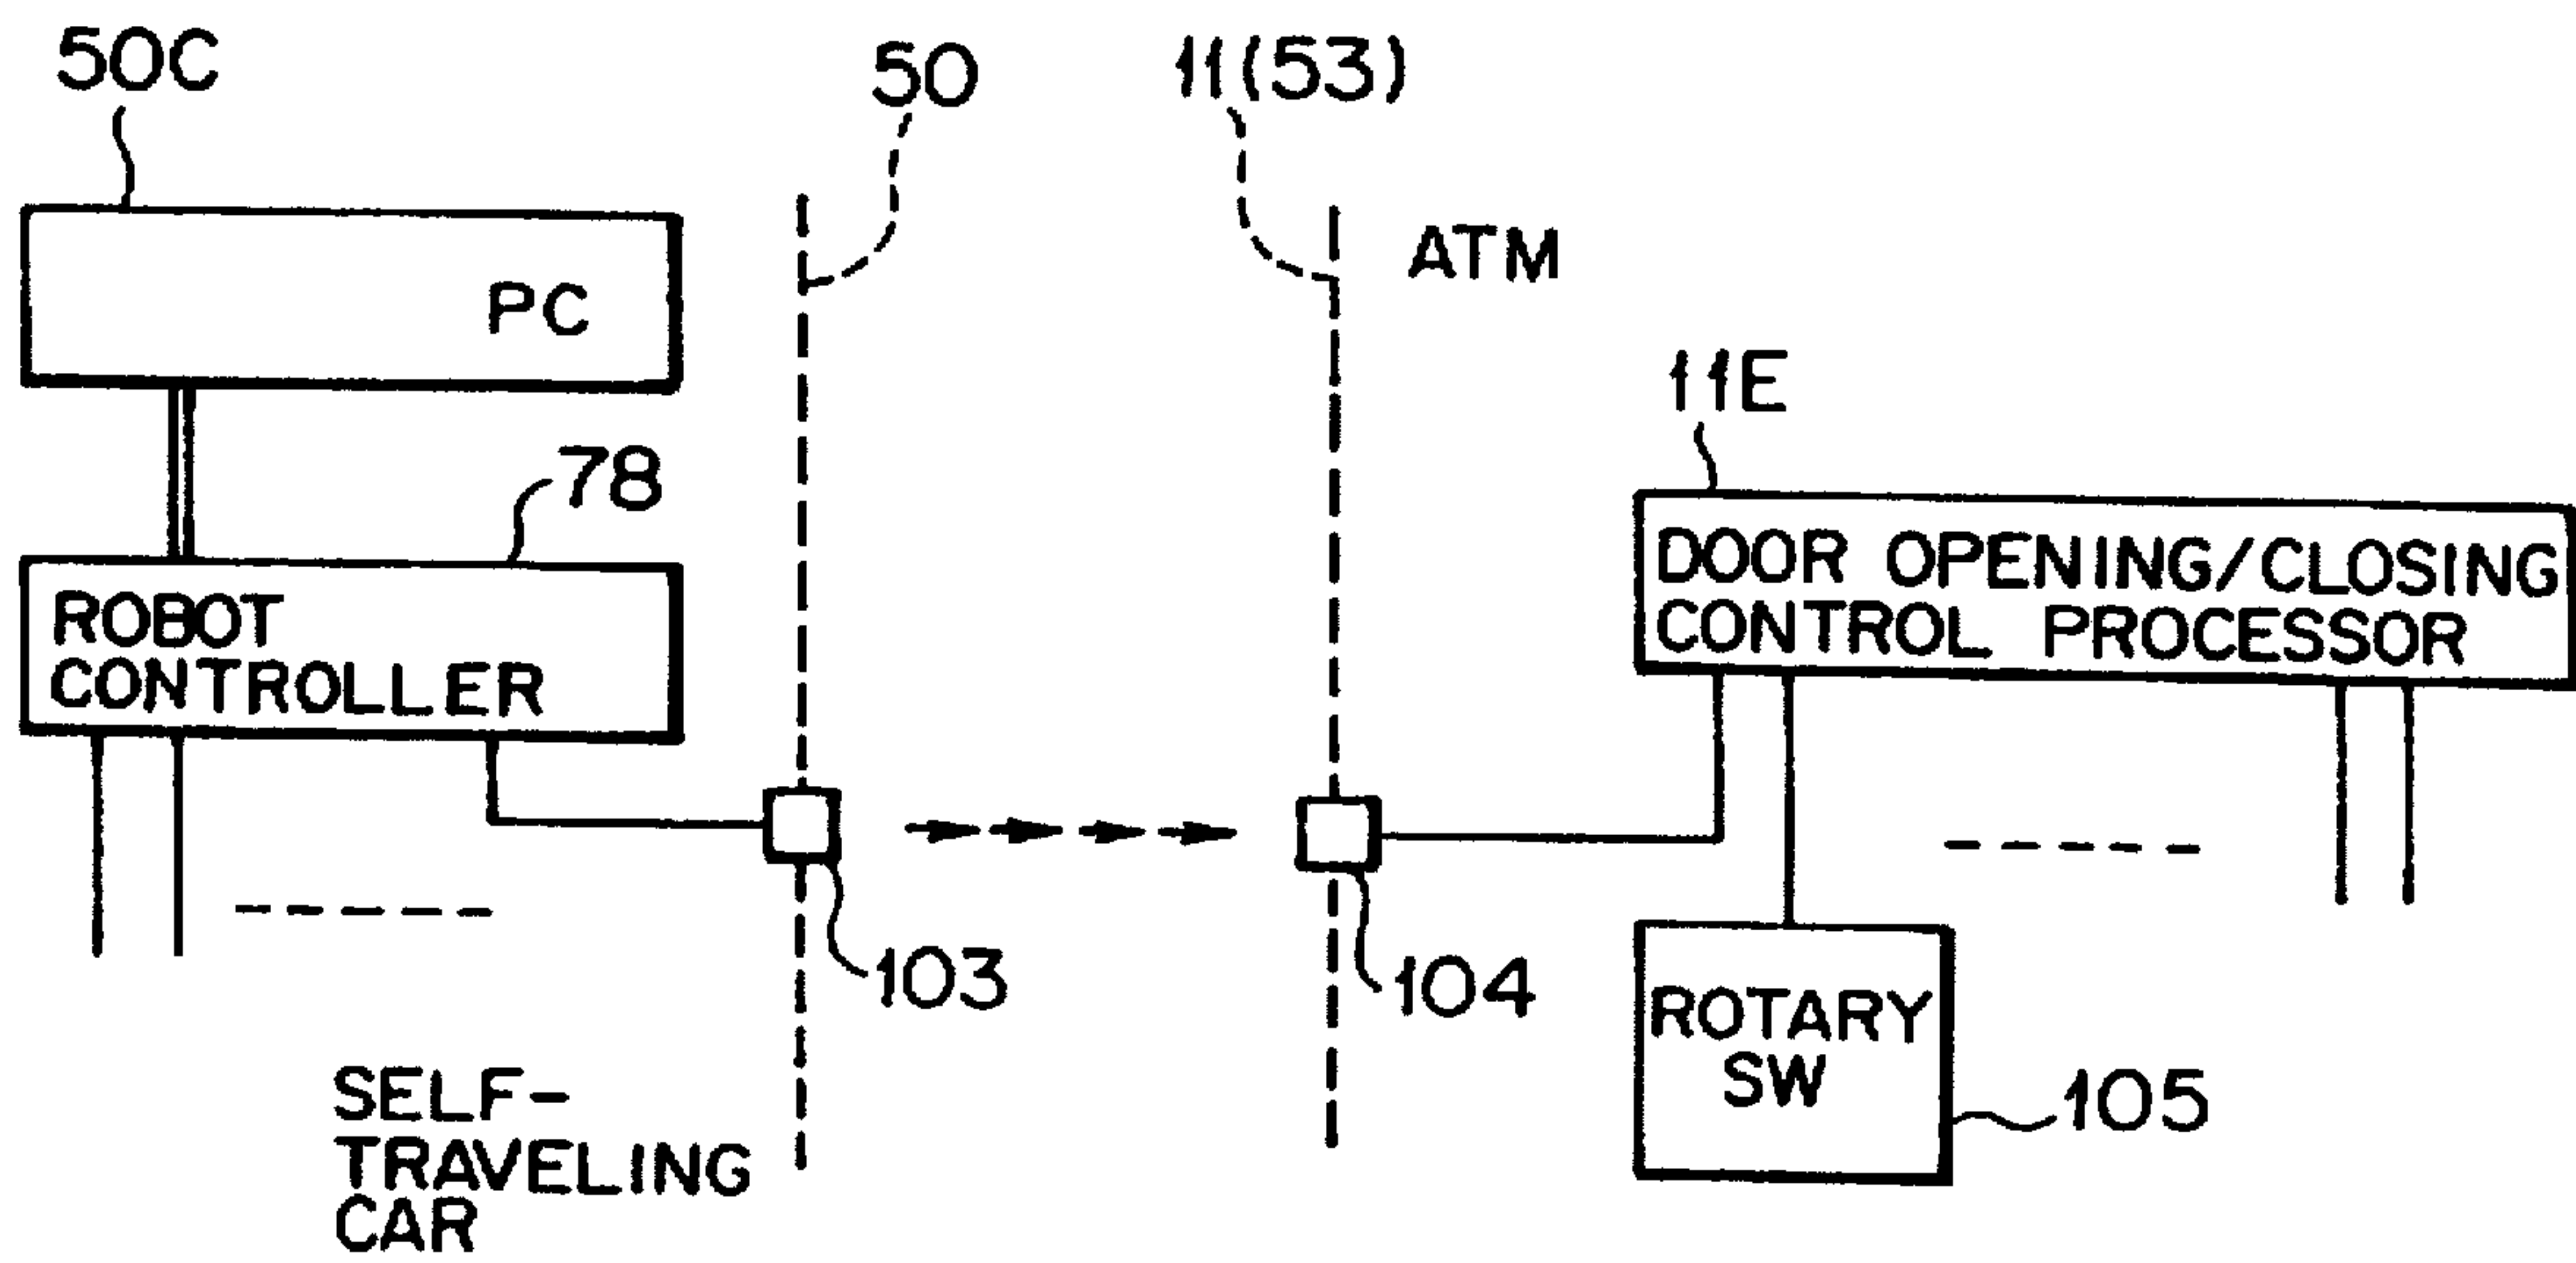 50C
50
11(53)
ATM
PC
11E
78
DOOR OPENING/CLOSING
CONTROL PROCESSOR
ROBOT
CONTROLLER
103
104
ROTARY
SW
105
SELF-
TRAVELING
CAR